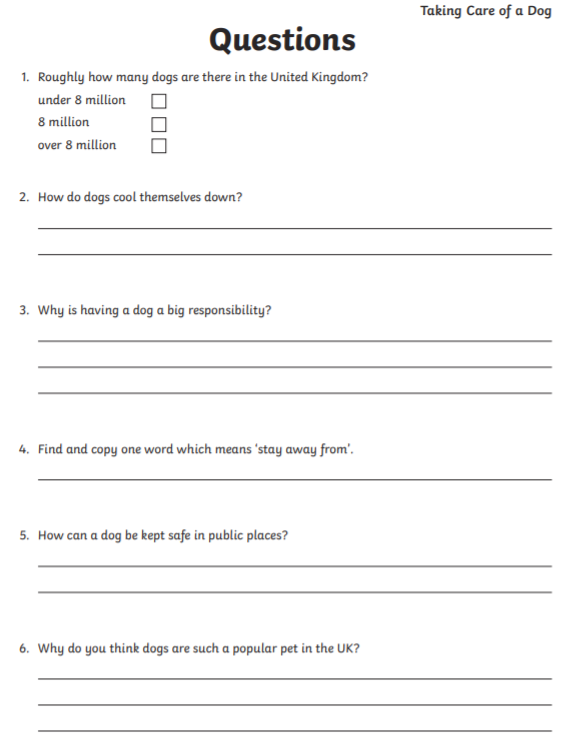 Taking Care of a Dog
Questions
1. Roughly how many dogs are there in the United Kingdom?
under 8 million
8 million
over 8 million
2. How do dogs cool themselves down?
3. Why is having a dog a big responsibility?
4. Find and copy one word which means ‘stay away from’.
5. How can a dog be kept safe in public places?
6. Why do you think dogs are such a popular pet in the UK?